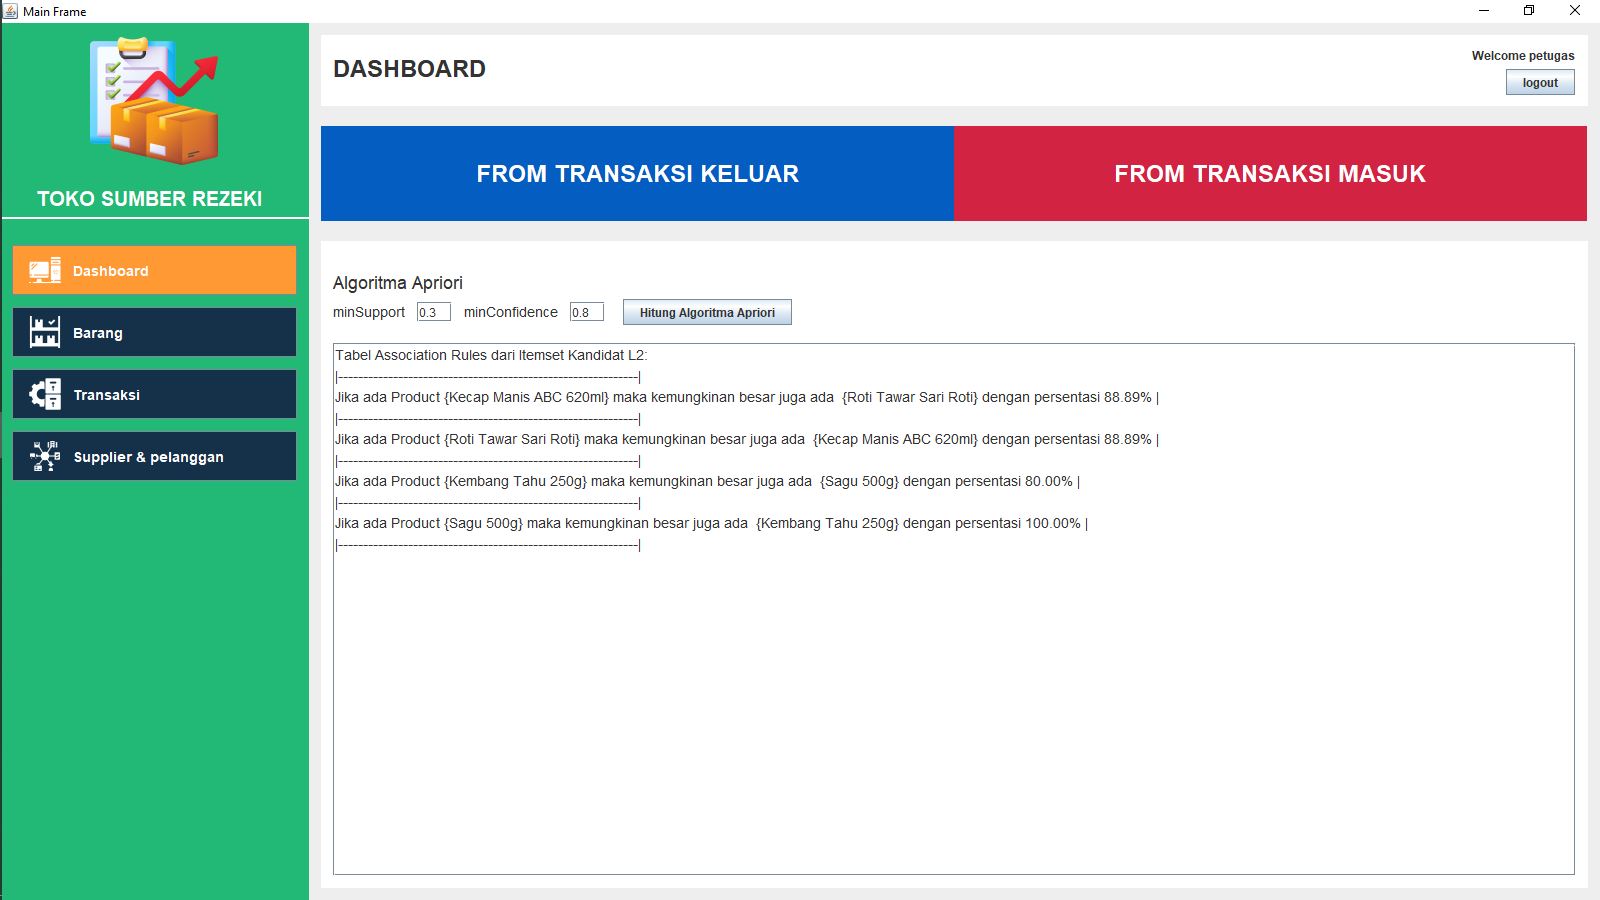 Main Frame
TOKO SUMBER REZEKI
Dashboard
Barang
Transaksi
Supplier & pelanggan
DASHBOARD
Welcome petugas
logout
FROM TRANSAKSI KELUAR
FROM TRANSAKSI MASUK
Algoritma Apriori
minSupport 0.3 minConfidence 0.8 Hitung Algoritma Apriori
Tabel Association Rules dari Itemset Kandidat L2:
|------------------------------------------------------------|
Jika ada Product {Kecap Manis ABC 620ml} maka kemungkinan besar juga ada  {Roti Tawar Sari Roti} dengan persentasi 88.89% |
|------------------------------------------------------------|
Jika ada Product {Roti Tawar Sari Roti} maka kemungkinan besar juga ada  {Kecap Manis ABC 620ml} dengan persentasi 88.89% |
|------------------------------------------------------------|
Jika ada Product {Kembang Tahu 250g} maka kemungkinan besar juga ada  {Sagu 500g} dengan persentasi 80.00% |
|------------------------------------------------------------|
Jika ada Product {Sagu 500g} maka kemungkinan besar juga ada  {Kembang Tahu 250g} dengan persentasi 100.00% |
|------------------------------------------------------------|